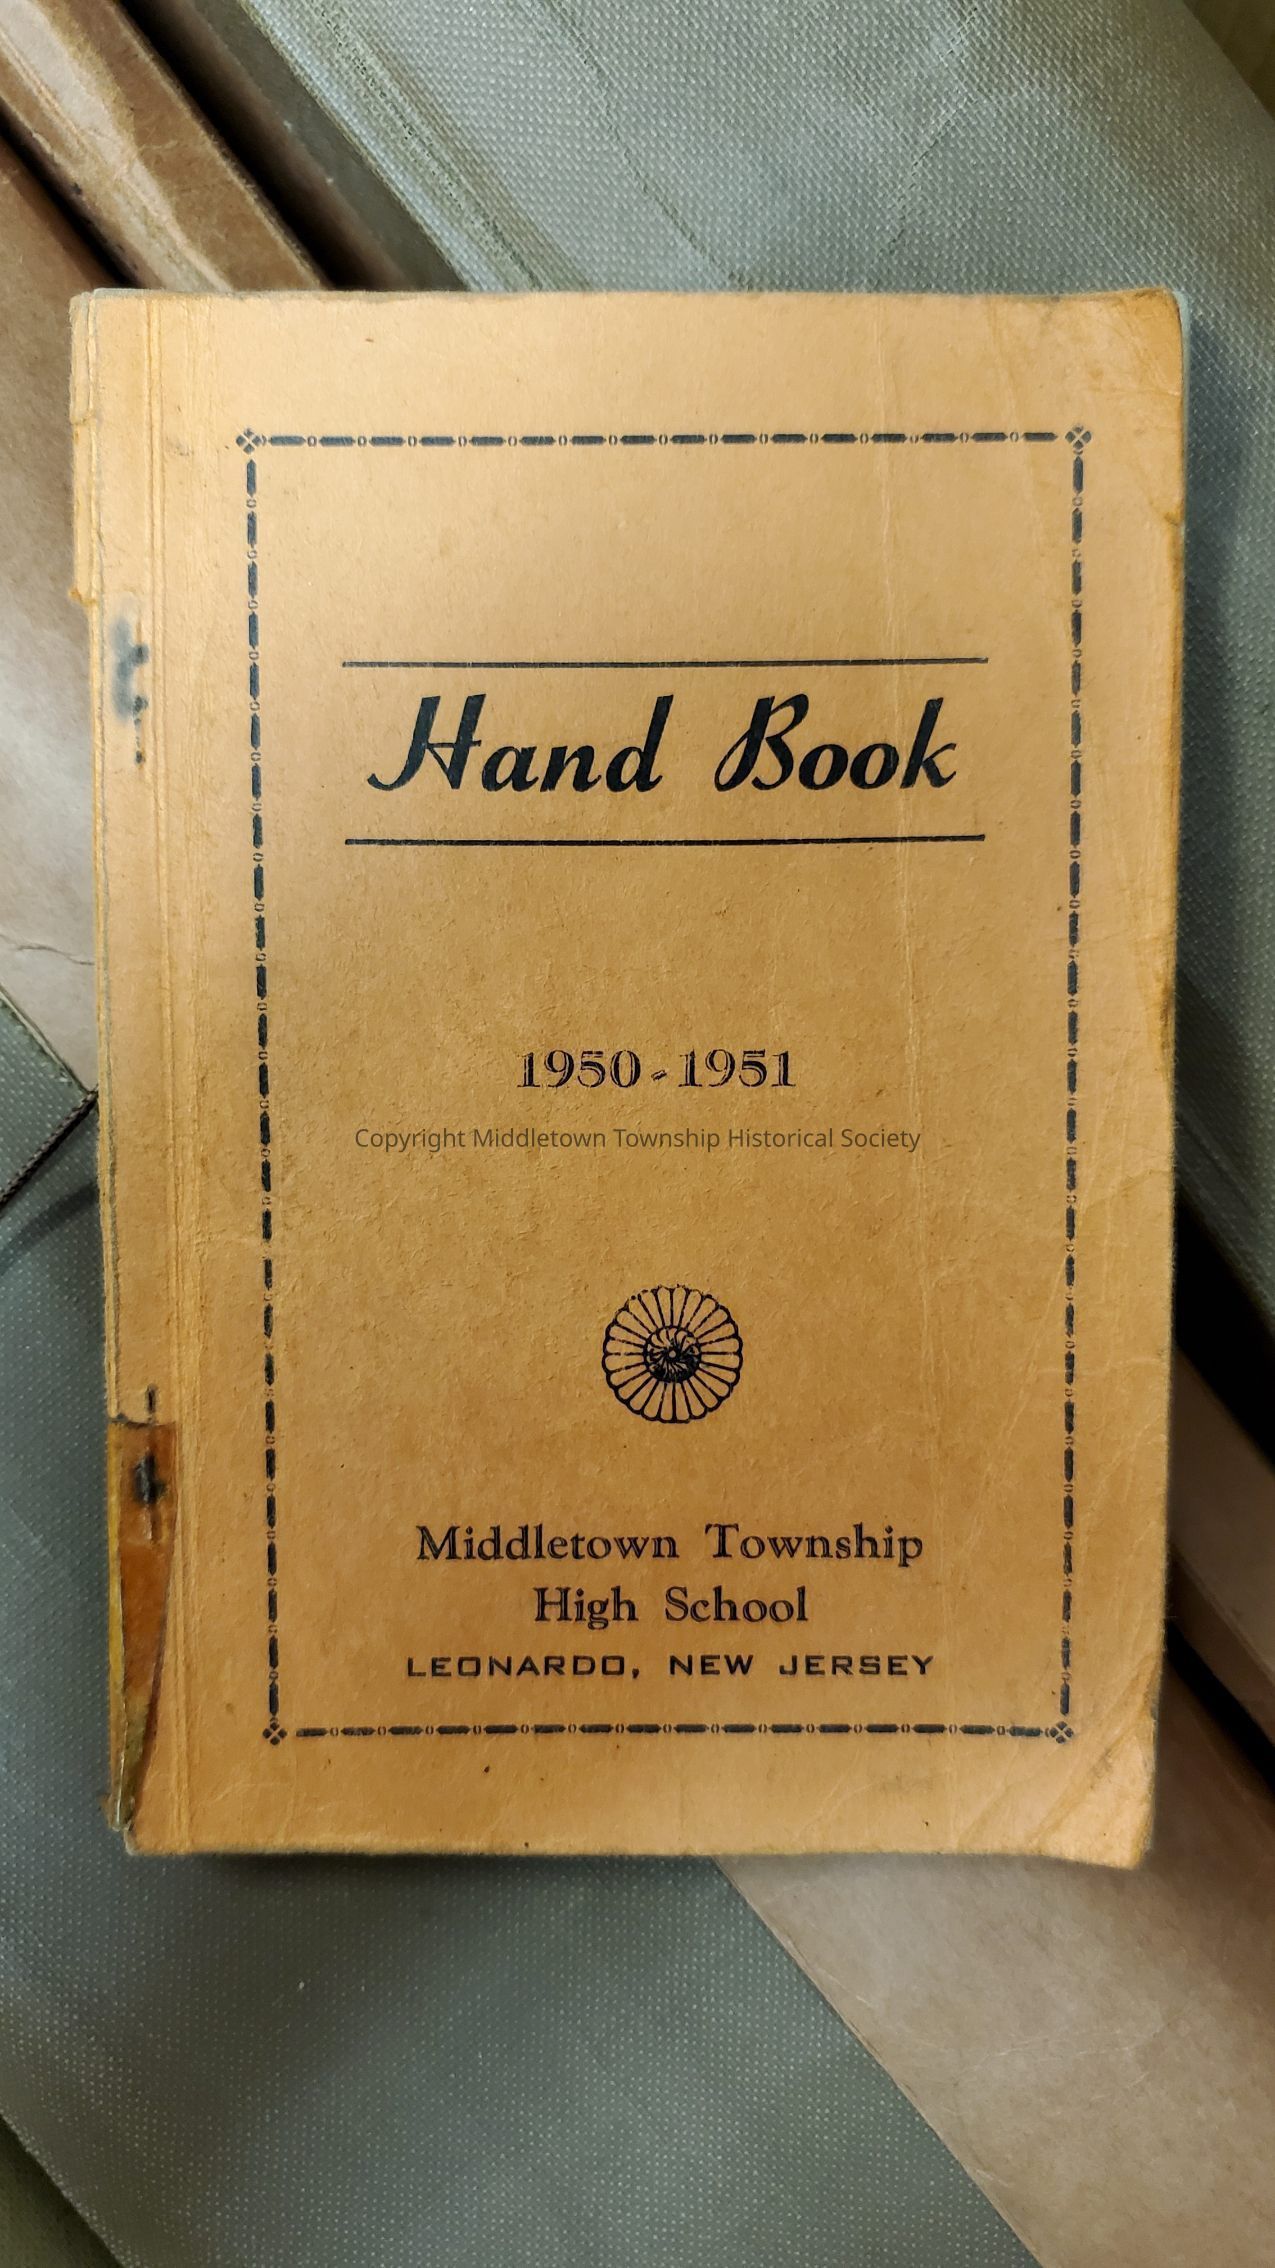 Hand Book
1950-1951
Copyright Middletown Township Historical Society
Middletown Township
High School
LEONARDO, NEW JERSEY